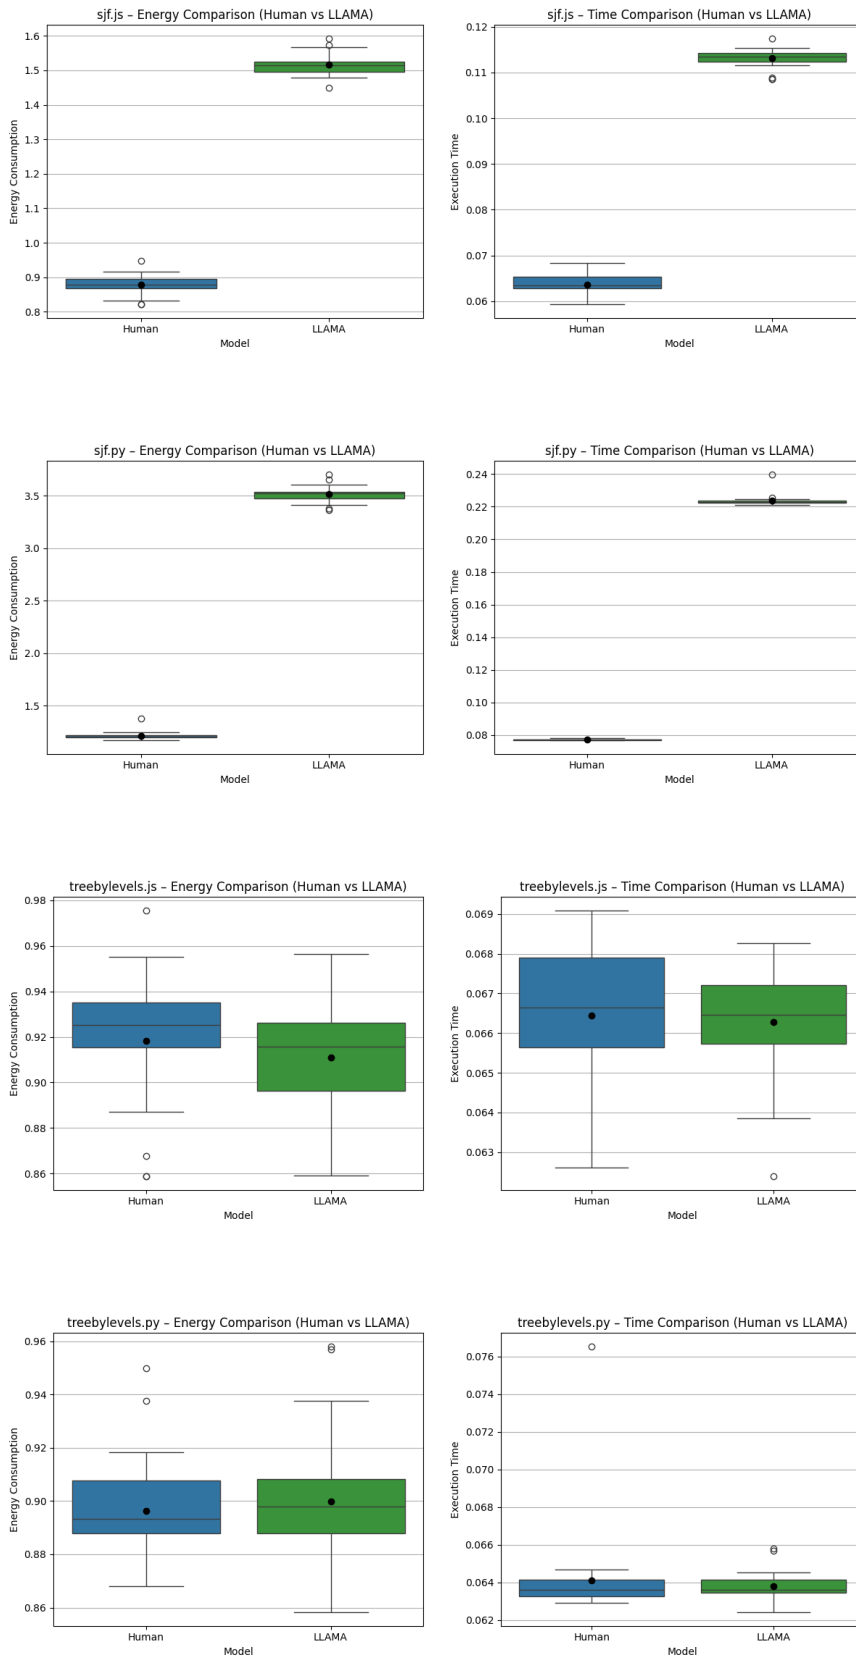 sjf.js – Energy Comparison (Human vs LLAMA)
1.6
1.5
1.4
1.3
1.2
1.1
1.0
0.9
0.8
Energy Consumption
Human
LLAMA
Model
sjf.js – Time Comparison (Human vs LLAMA)
0.12
0.11
0.10
0.09
0.08
0.07
0.06
Execution Time
Human
LLAMA
Model
sjf.py – Energy Comparison (Human vs LLAMA)
3.5
3.0
2.5
2.0
1.5
Energy Consumption
Human
LLAMA
Model
sjf.py – Time Comparison (Human vs LLAMA)
0.24
0.22
0.20
0.18
0.16
0.14
0.12
0.10
0.08
Execution Time
Human
LLAMA
Model
treebylevels.js – Energy Comparison (Human vs LLAMA)
0.98
0.96
0.94
0.92
0.90
0.88
0.86
Energy Consumption
Human
LLAMA
Model
treebylevels.js – Time Comparison (Human vs LLAMA)
0.069
0.068
0.067
0.066
0.065
0.064
0.063
Execution Time
Human
LLAMA
Model
treebylevels.py – Energy Comparison (Human vs LLAMA)
0.96
0.94
0.92
0.90
0.88
0.86
Energy Consumption
Human
LLAMA
Model
treebylevels.py – Time Comparison (Human vs LLAMA)
0.076
0.074
0.072
0.070
0.068
0.066
0.064
0.062
Execution Time
Human
LLAMA
Model